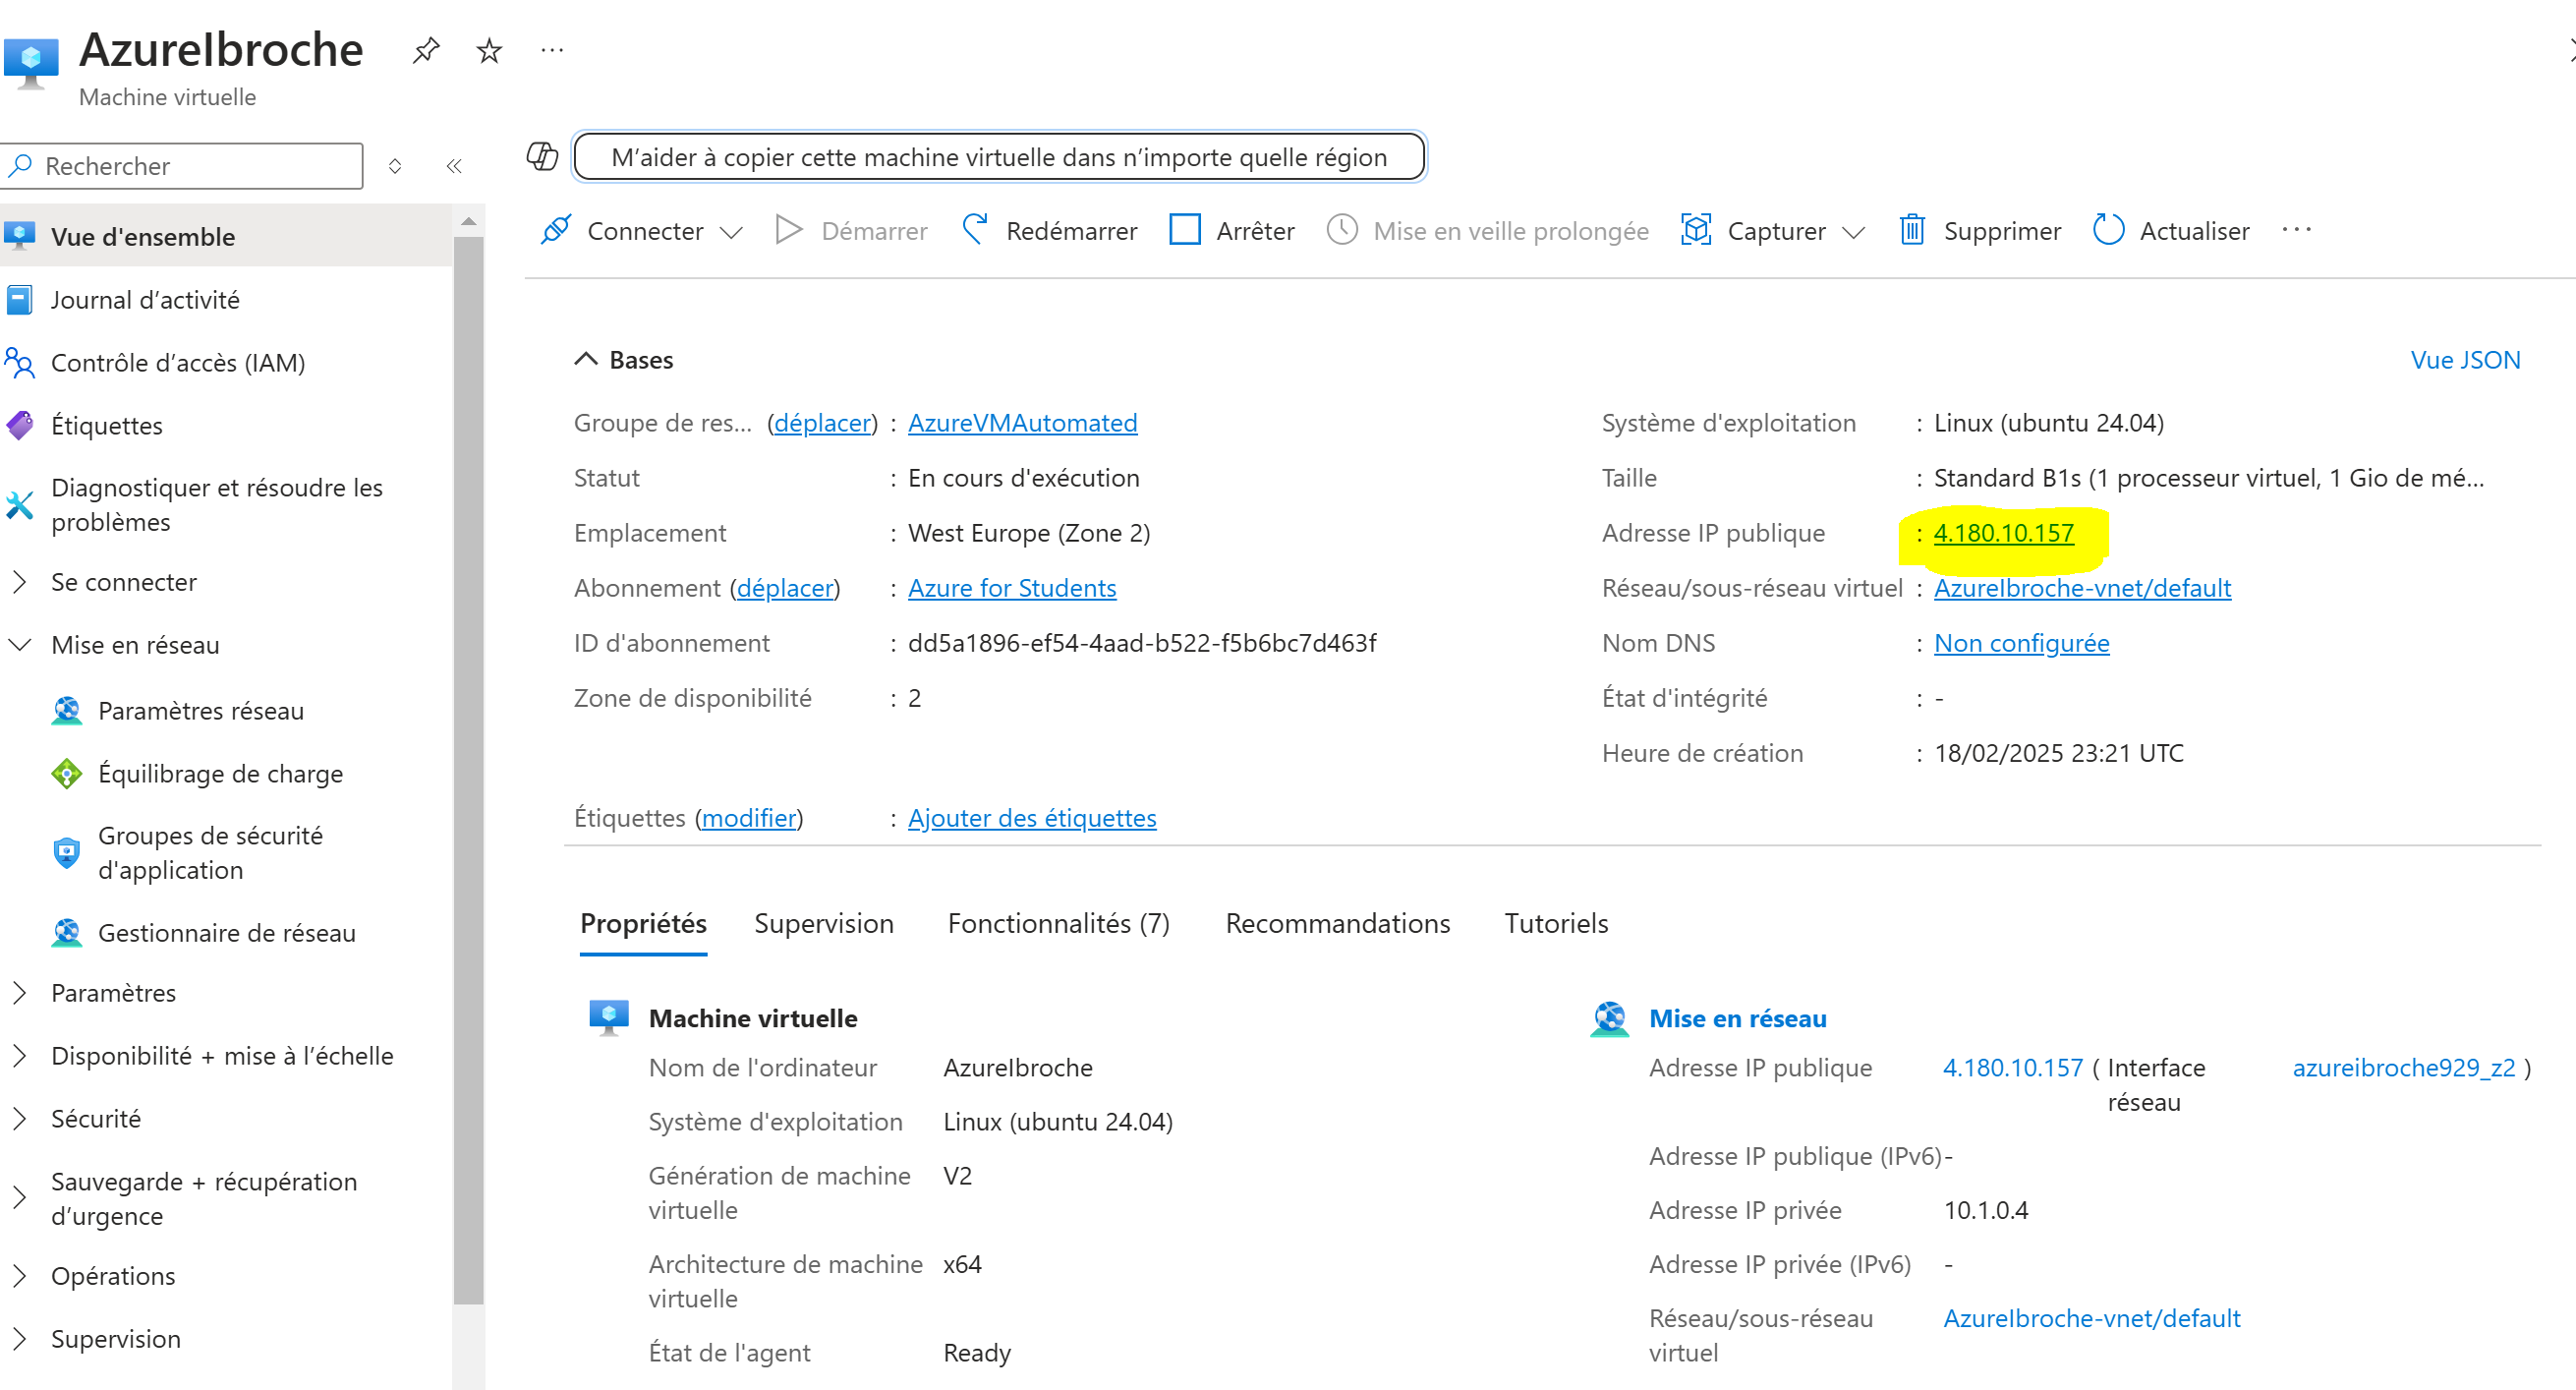 AzureIbroche
Machine virtuelle
Rechercher
M’aider à copier cette machine virtuelle dans n’importe quelle région
Connecter Démarrer Redémarrer Arrêter Mise en veille prolongée Capturer Supprimer Actualiser
Vue d'ensemble
Journal d’activité
Contrôle d’accès (IAM)
Étiquettes
Diagnostiquer et résoudre les
problèmes
Se connecter
Mise en réseau
Paramètres réseau
Équilibrage de charge
Groupes de sécurité
d'application
Gestionnaire de réseau
Paramètres
Disponibilité + mise à l’échelle
Sécurité
Sauvegarde + récupération
d’urgence
Opérations
Supervision
Bases
Vue JSON
Groupe de res... (déplacer) : AzureVMAutomated
Statut : En cours d'exécution
Emplacement : West Europe (Zone 2)
Abonnement (déplacer) : Azure for Students
ID d'abonnement : dd5a1896-ef54-4aad-b522-f5b6bc7d463f
Zone de disponibilité : 2
Système d'exploitation : Linux (ubuntu 24.04)
Taille : Standard B1s (1 processeur virtuel, 1 Gio de mé...
Adresse IP publique : 4.180.10.157
Réseau/sous-réseau virtuel : AzureIbroche-vnet/default
Nom DNS : Non configurée
État d'intégrité : -
Heure de création : 18/02/2025 23:21 UTC
Étiquettes (modifier) : Ajouter des étiquettes
Propriétés Supervision Fonctionnalités (7) Recommandations Tutoriels
Machine virtuelle
Nom de l'ordinateur AzureIbroche
Système d'exploitation Linux (ubuntu 24.04)
Génération de machine V2
virtuelle
Architecture de machine x64
virtuelle
État de l'agent Ready
Mise en réseau
Adresse IP publique 4.180.10.157 ( Interface azureibroche929_z2 )
réseau
Adresse IP publique (IPv6) -
Adresse IP privée 10.1.0.4
Adresse IP privée (IPv6) -
Réseau/sous-réseau AzureIbroche-vnet/default
virtuel